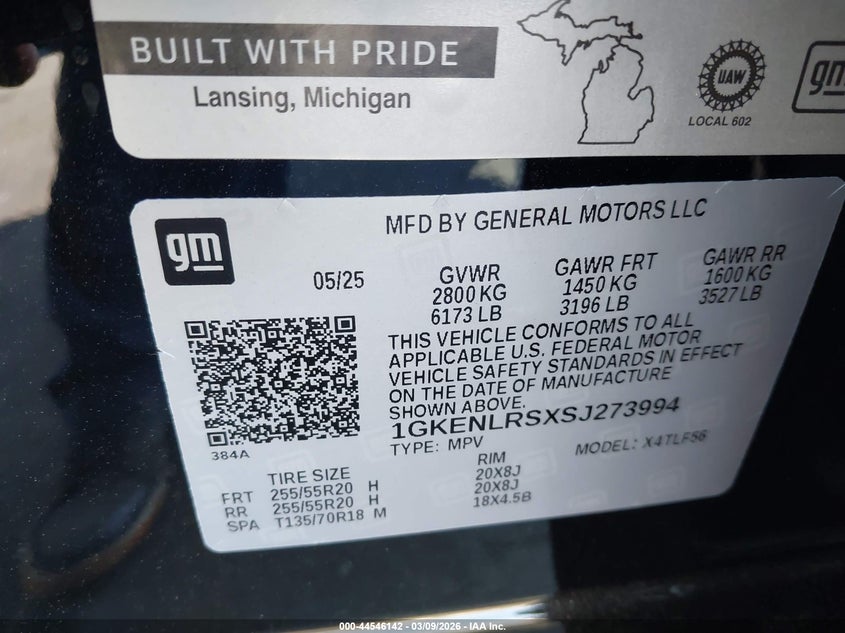 BUILT WITH PRIDE
Lansing, Michigan
UAW
LOCAL 602
gm
gm
MFD BY GENERAL MOTORS LLC
05/25
GVWR
2800 KG
6173 LB
GAWR FRT
1450 KG
3196 LB
GAWR RR
1600 KG
3527 LB
THIS VEHICLE CONFORMS TO ALL
APPLICABLE U.S. FEDERAL MOTOR
VEHICLE SAFETY STANDARDS IN EFFECT
ON THE DATE OF MANUFACTURE
SHOWN ABOVE.
1GKENLRSXSJ273994
TYPE: MPV
MODEL: X4TLF56
384A
TIRE SIZE
RIM
FRT 255/55R20 H 20X8J
RR 255/55R20 H 20X8J
SPA T135/70R18 M 18X4.5B
000-44546142 - 03/09/2026 - IAA Inc.